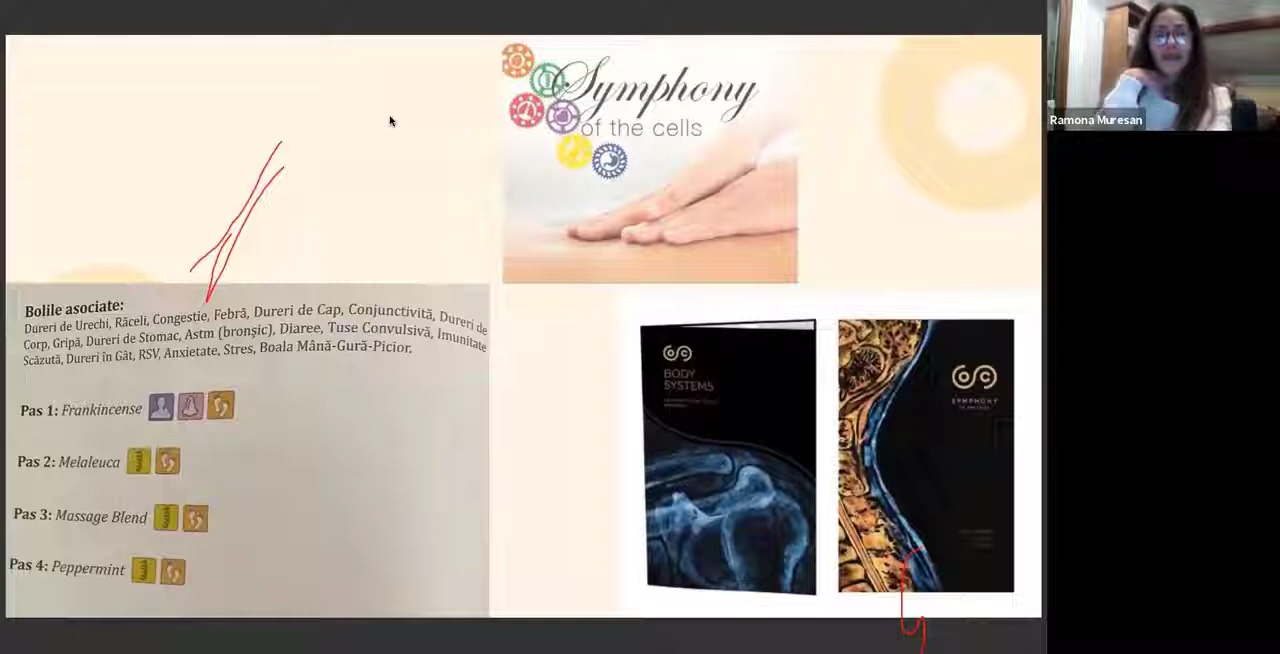 Symphony
of the cells
Ramona Muresan
Bolile asociate:
Dureri de Urechi, Răceli, Congestie, Febră, Dureri de Cap, Conjunctivită, Dureri de
Corp, Gripă, Dureri de Stomac, Astm (bronșic), Diaree, Tuse Convulsivă, Imunitate
Scăzută, Dureri în Gât, RSV, Anxietate, Stres, Boala Mână-Gură-Picior.
Pas 1: Frankincense
Pas 2: Melaleuca
Pas 3: Massage Blend
Pas 4: Peppermint
BODY
SYSTEMS
SYMPHONY